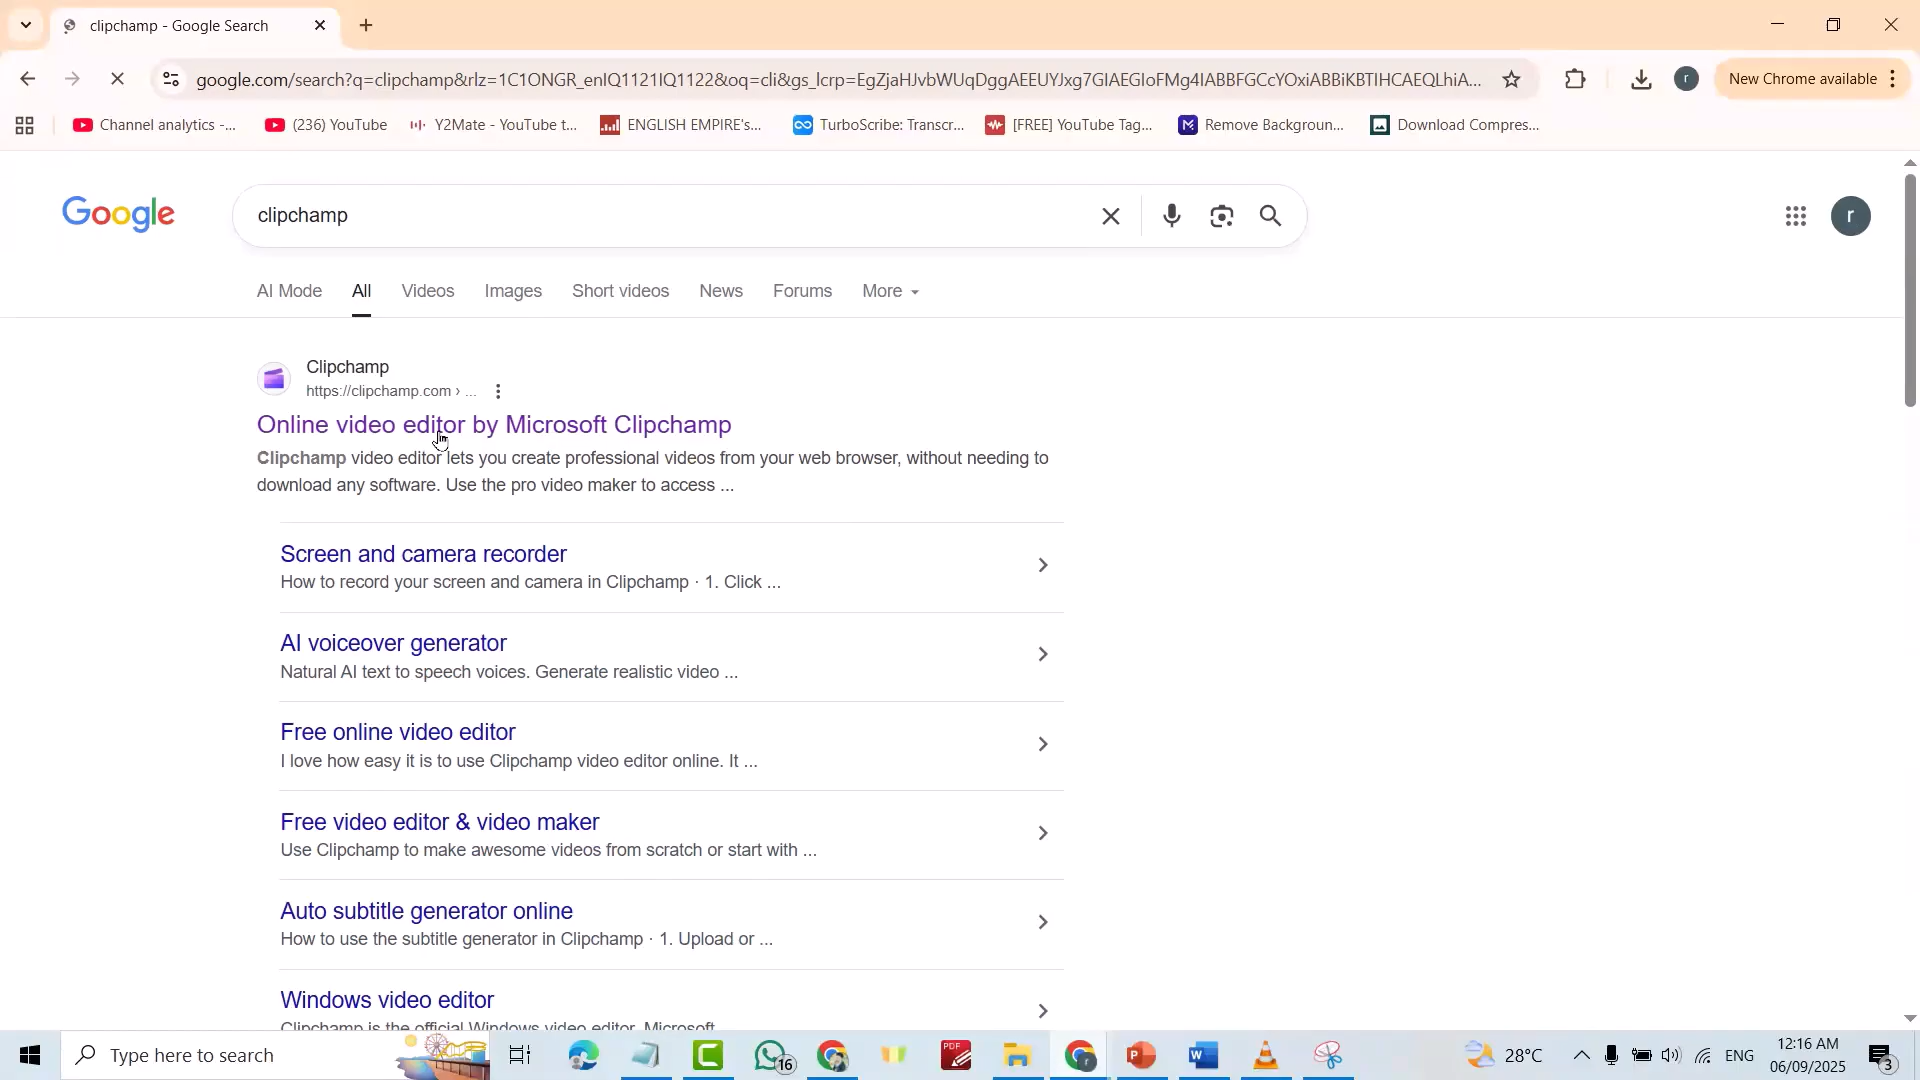 clipchamp - Google Search
google.com/search?q=clipchamp&rlz=1C1ONGR_enIQ1121IQ1122&oq=cli&gs_lcrp=EgZjaHJvbWUqDggAEEUYJxg7GIAEGIoFMg4IABBFGCcYOxiABBiKBTIHCAEQLhiA...
r
New Chrome available
Channel analytics -...
(236) YouTube
Y2Mate - YouTube t...
ENGLISH EMPIRE's...
TurboScribe: Transcr...
[FREE] YouTube Tag...
Remove Backgroun...
Download Compres...
Google
clipchamp
r
AI Mode
All
Videos
Images
Short videos
News
Forums
More
Clipchamp
https://clipchamp.com › ...
Online video editor by Microsoft Clipchamp
Clipchamp video editor lets you create professional videos from your web browser, without needing to
download any software. Use the pro video maker to access ...
Screen and camera recorder
How to record your screen and camera in Clipchamp · 1. Click ...
AI voiceover generator
Natural AI text to speech voices. Generate realistic video ...
Free online video editor
I love how easy it is to use Clipchamp video editor online. It ...
Free video editor & video maker
Use Clipchamp to make awesome videos from scratch or start with ...
Auto subtitle generator online
How to use the subtitle generator in Clipchamp · 1. Upload or ...
Windows video editor
Clipchamp is the official Windows video editor. Microsoft
Type here to search
16
PDF
28°C
ENG
12:16 AM
06/09/2025
3